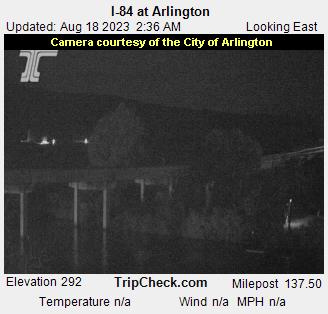 I-84 at Arlington
Updated: Aug 18 2023 2:36 AM Looking East
Camera courtesy of the City of Arlington
Elevation 292 TripCheck.com Milepost 137.50
Temperature n/a Wind n/a MPH n/a